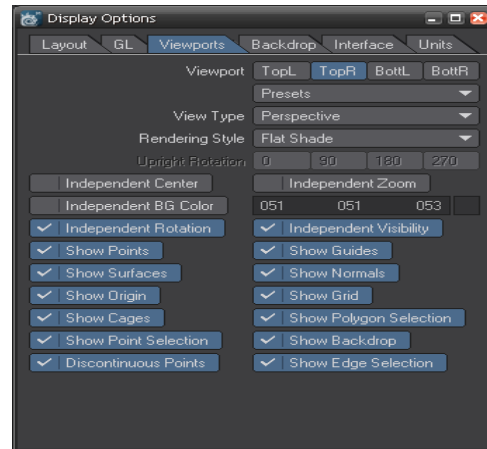 Display Options
Layout GL Viewports Backdrop Interface Units
Viewport TopL TopR BottL BottR
Presets
View Type Perspective
Rendering Style Flat Shade
Upright Rotation 0 90 180 270
Independent Center Independent Zoom
Independent BG Color 051 051 053
Independent Rotation Independent Visibility
Show Points Show Guides
Show Surfaces Show Normals
Show Origin Show Grid
Show Cages Show Polygon Selection
Show Point Selection Show Backdrop
Discontinuous Points Show Edge Selection